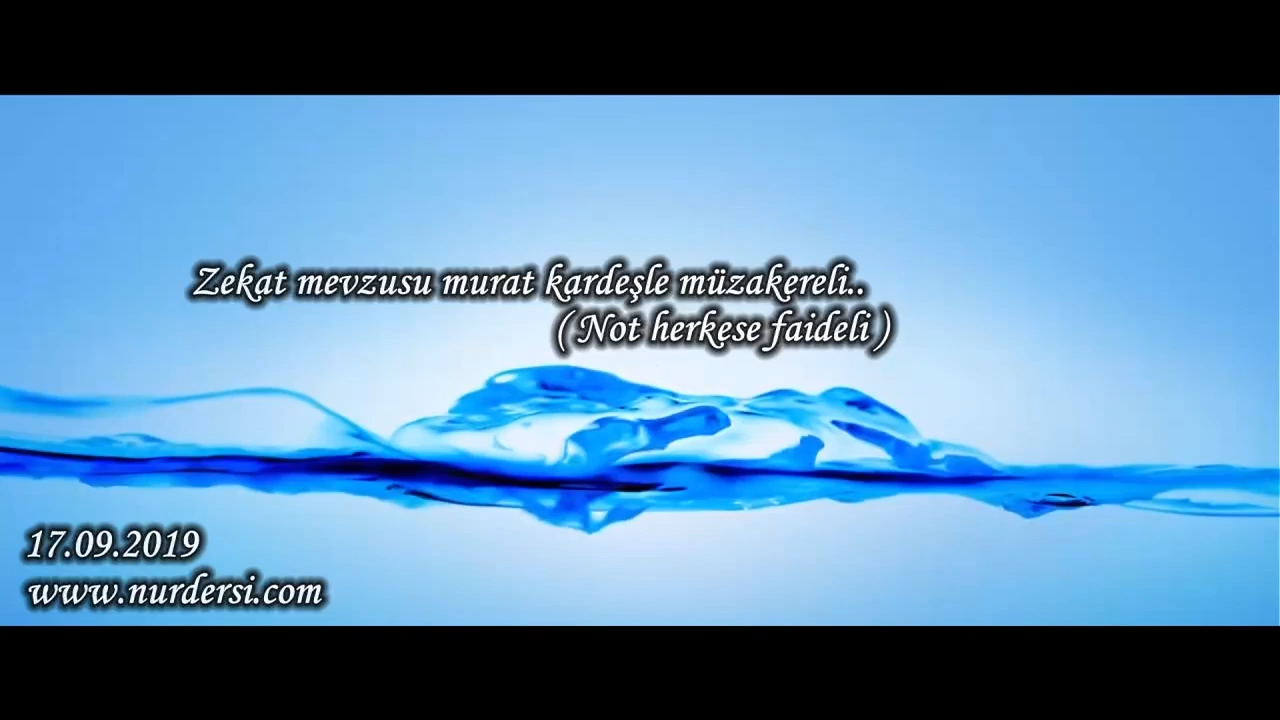 Zekat mevzusu murat kardeşle müzakereli..
( Not herkese faideli )
17.09.2019
www.nurdersi.com